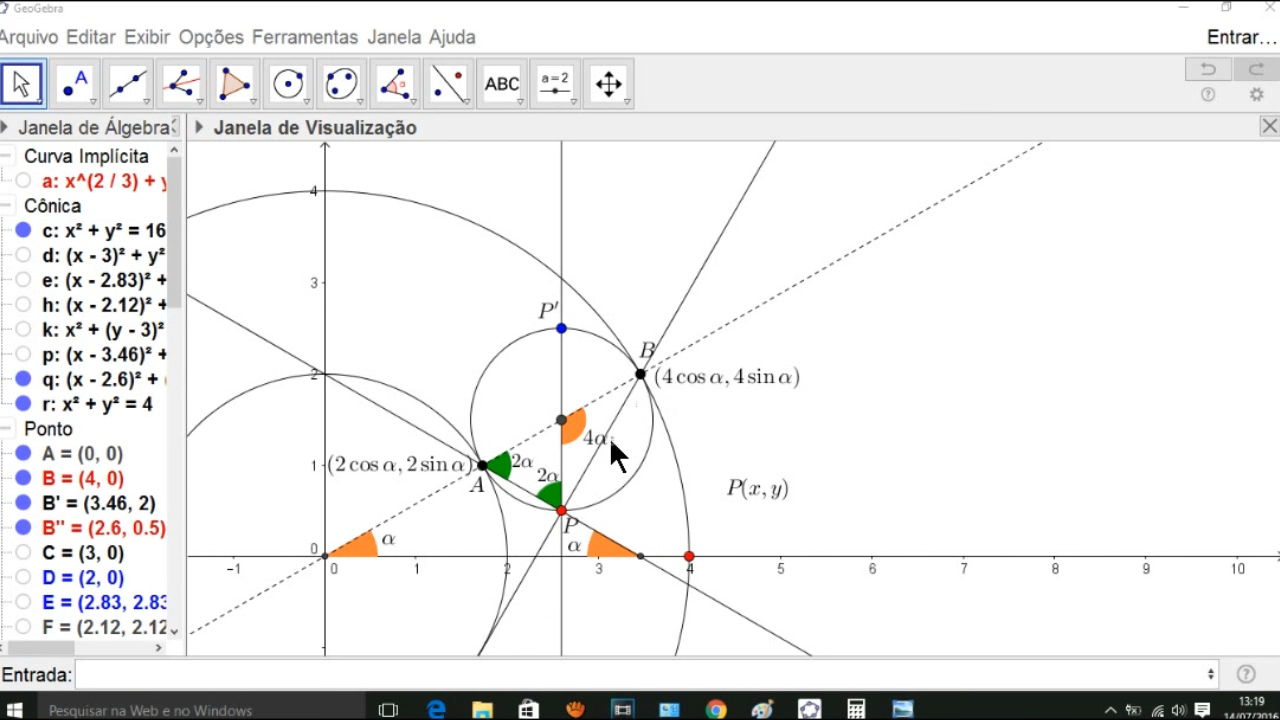 GeoGebra
Arquivo Editar Exibir Opções Ferramentas Janela Ajuda
Entrar...
ABC
a=2
Janela de Álgebra
Janela de Visualização
Curva Implícita
a: x^(2 / 3) + y
Cônica
c: x² + y² = 16
d: (x - 3)² + y²
e: (x - 2.83)² +
h: (x - 2.12)² +
k: x² + (y - 3)²
p: (x - 3.46)² +
q: (x - 2.6)² + (
r: x² + y² = 4
Ponto
A = (0, 0)
B = (4, 0)
B' = (3.46, 2)
B'' = (2.6, 0.5)
C = (3, 0)
D = (2, 0)
E = (2.83, 2.83
F = (2.12, 2.12
4
3
P'
B
2
(4 cos α, 4 sin α)
4α
1
(2 cos α, 2 sin α)
2α
2α
A
P(x, y)
P
α
α
0
-1 0 1 2 3 4 5 6 7 8 9 10
Entrada:
Pesquisar na Web e no Windows
13:19
14/07/2016